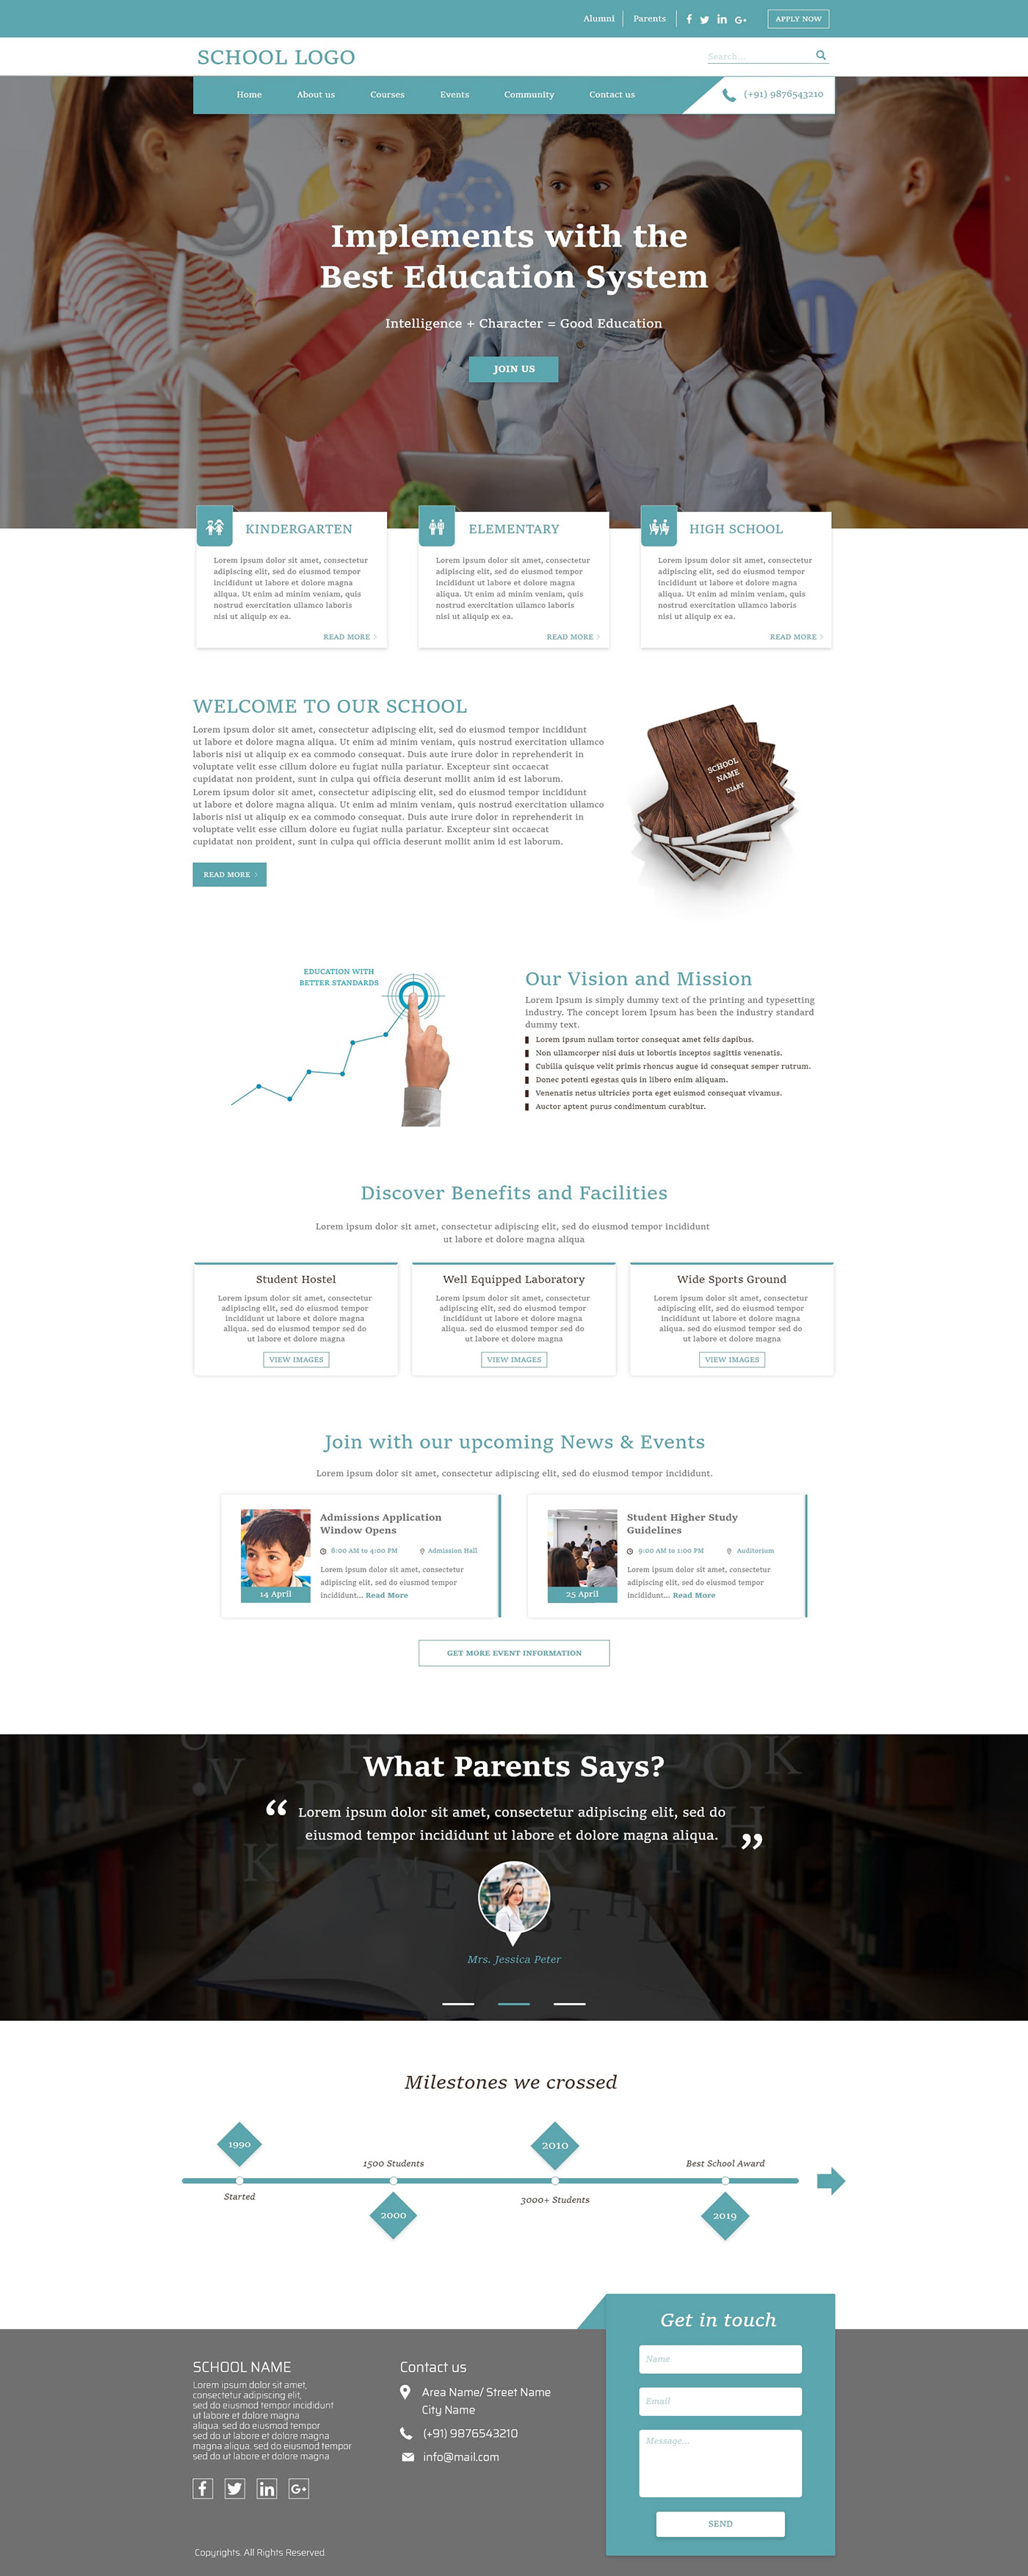 Alumni
Parents
APPLY NOW
SCHOOL LOGO
Search...
Home
About us
Courses
Events
Community
Contact us
(+91) 9876543210
Implements with the
Best Education System
Intelligence + Character = Good Education
JOIN US
KINDERGARTEN
Lorem ipsum dolor sit amet, consectetur
adipiscing elit, sed do eiusmod tempor
incididunt ut labore et dolore magna
aliqua. Ut enim ad minim veniam, quis
nostrud exercitation ullamco laboris
nisi ut aliquip ex ea.
READ MORE
ELEMENTARY
Lorem ipsum dolor sit amet, consectetur
adipiscing elit, sed do eiusmod tempor
incididunt ut labore et dolore magna
aliqua. Ut enim ad minim veniam, quis
nostrud exercitation ullamco laboris
nisi ut aliquip ex ea.
READ MORE
HIGH SCHOOL
Lorem ipsum dolor sit amet, consectetur
adipiscing elit, sed do eiusmod tempor
incididunt ut labore et dolore magna
aliqua. Ut enim ad minim veniam, quis
nostrud exercitation ullamco laboris
nisi ut aliquip ex ea.
READ MORE
WELCOME TO OUR SCHOOL
Lorem ipsum dolor sit amet, consectetur adipiscing elit, sed do eiusmod tempor incididunt
ut labore et dolore magna aliqua. Ut enim ad minim veniam, quis nostrud exercitation ullamco
laboris nisi ut aliquip ex ea commodo consequat. Duis aute irure dolor in reprehenderit in
voluptate velit esse cillum dolore eu fugiat nulla pariatur. Excepteur sint occaecat
cupidatat non proident, sunt in culpa qui officia deserunt mollit anim id est laborum.
Lorem ipsum dolor sit amet, consectetur adipiscing elit, sed do eiusmod tempor incididunt
ut labore et dolore magna aliqua. Ut enim ad minim veniam, quis nostrud exercitation ullamco
laboris nisi ut aliquip ex ea commodo consequat. Duis aute irure dolor in reprehenderit in
voluptate velit esse cillum dolore eu fugiat nulla pariatur. Excepteur sint occaecat
cupidatat non proident, sunt in culpa qui officia deserunt mollit anim id est laborum.
READ MORE
SCHOOL
NAME
DIARY
EDUCATION WITH
BETTER STANDARDS
Our Vision and Mission
Lorem Ipsum is simply dummy text of the printing and typesetting
industry. The concept lorem Ipsum has been the industry standard
dummy text.
Lorem ipsum nullam tortor consequat amet felis dapibus.
Non ullamcorper nisi duis ut lobortis inceptos sagittis venenatis.
Cubilia quisque velit primis rhoncus augue id consequat semper rutrum.
Donec potenti egestas quis in libero enim aliquam.
Venenatis netus ultricies porta eget euismod consequat vivamus.
Auctor aptent purus condimentum curabitur.
Discover Benefits and Facilities
Lorem ipsum dolor sit amet, consectetur adipiscing elit, sed do eiusmod tempor incididunt
ut labore et dolore magna aliqua
Student Hostel
Lorem ipsum dolor sit amet, consectetur
adipiscing elit, sed do eiusmod tempor
incididunt ut labore et dolore magna
aliqua. sed do eiusmod tempor sed do
ut labore et dolore magna
VIEW IMAGES
Well Equipped Laboratory
Lorem ipsum dolor sit amet, consectetur
adipiscing elit, sed do eiusmod tempor
incididunt ut labore et dolore magna
aliqua. sed do eiusmod tempor sed do
ut labore et dolore magna
VIEW IMAGES
Wide Sports Ground
Lorem ipsum dolor sit amet, consectetur
adipiscing elit, sed do eiusmod tempor
incididunt ut labore et dolore magna
aliqua. sed do eiusmod tempor sed do
ut labore et dolore magna
VIEW IMAGES
Join with our upcoming News & Events
Lorem ipsum dolor sit amet, consectetur adipiscing elit, sed do eiusmod tempor incididunt.
14 April
Admissions Application
Window Opens
8:00 AM to 4:00 PM
Admission Hall
Lorem ipsum dolor sit amet, consectetur
adipiscing elit, sed do eiusmod tempor
incididunt... Read More
25 April
Student Higher Study
Guidelines
9:00 AM to 1:00 PM
Auditorium
Lorem ipsum dolor sit amet, consectetur
adipiscing elit, sed do eiusmod tempor
incididunt... Read More
GET MORE EVENT INFORMATION
What Parents Says?
“ Lorem ipsum dolor sit amet, consectetur adipiscing elit, sed do
eiusmod tempor incididunt ut labore et dolore magna aliqua. ”
Mrs. Jessica Peter
Milestones we crossed
1990
Started
1500 Students
2000
2010
3000+ Students
Best School Award
2019
SCHOOL NAME
Lorem ipsum dolor sit amet,
consectetur adipiscing elit,
sed do eiusmod tempor incididunt
ut labore et dolore magna
aliqua. sed do eiusmod tempor
sed do ut labore et dolore magna
magna aliqua. sed do eiusmod tempor
sed do ut labore et dolore magna
Copyrights. All Rights Reserved.
Contact us
Area Name/ Street Name
City Name
(+91) 9876543210
info@mail.com
Get in touch
Name
Email
Message...
SEND